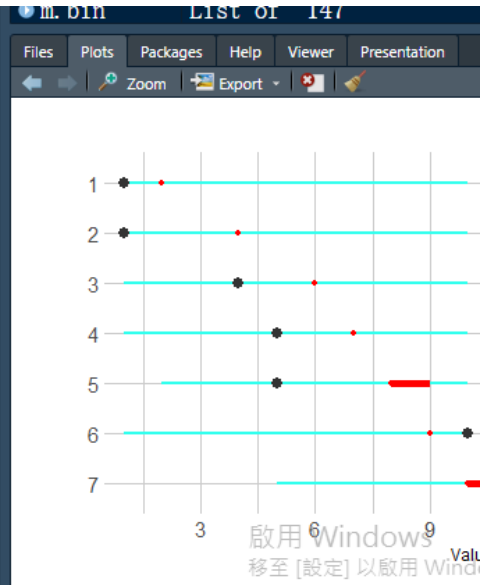 m.bin List of 147
Files Plots Packages Help Viewer Presentation
Zoom Export
1
2
3
4
5
6
7
3 6 9
啟用 Windows
Valu
移至 [設定] 以啟用 Windo